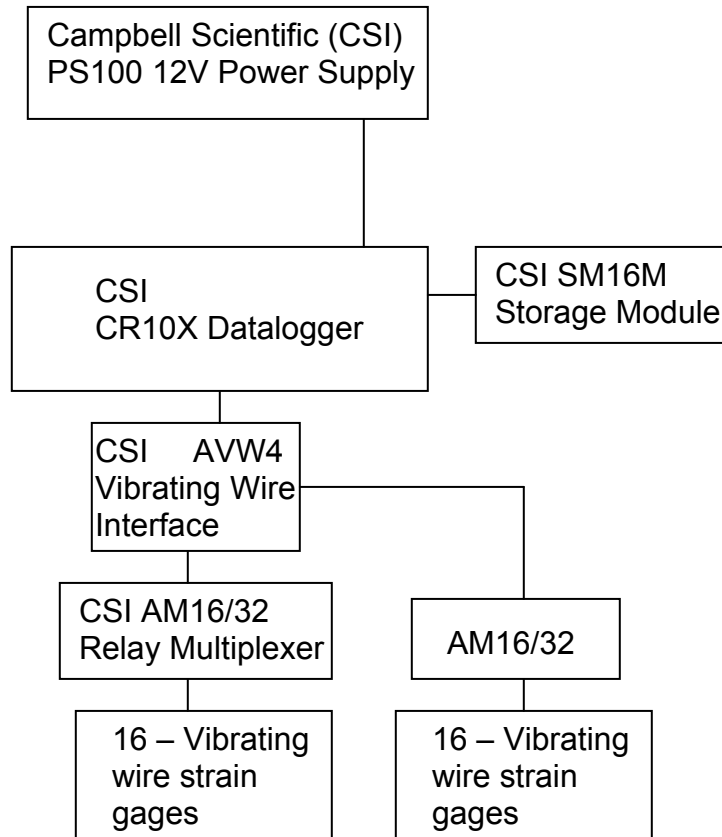 Campbell Scientific (CSI)
PS100 12V Power Supply
CSI
CR10X Datalogger
CSI SM16M
Storage Module
CSI AVW4
Vibrating Wire
Interface
CSI AM16/32
Relay Multiplexer
AM16/32
16 – Vibrating
wire strain
gages
16 – Vibrating
wire strain
gages